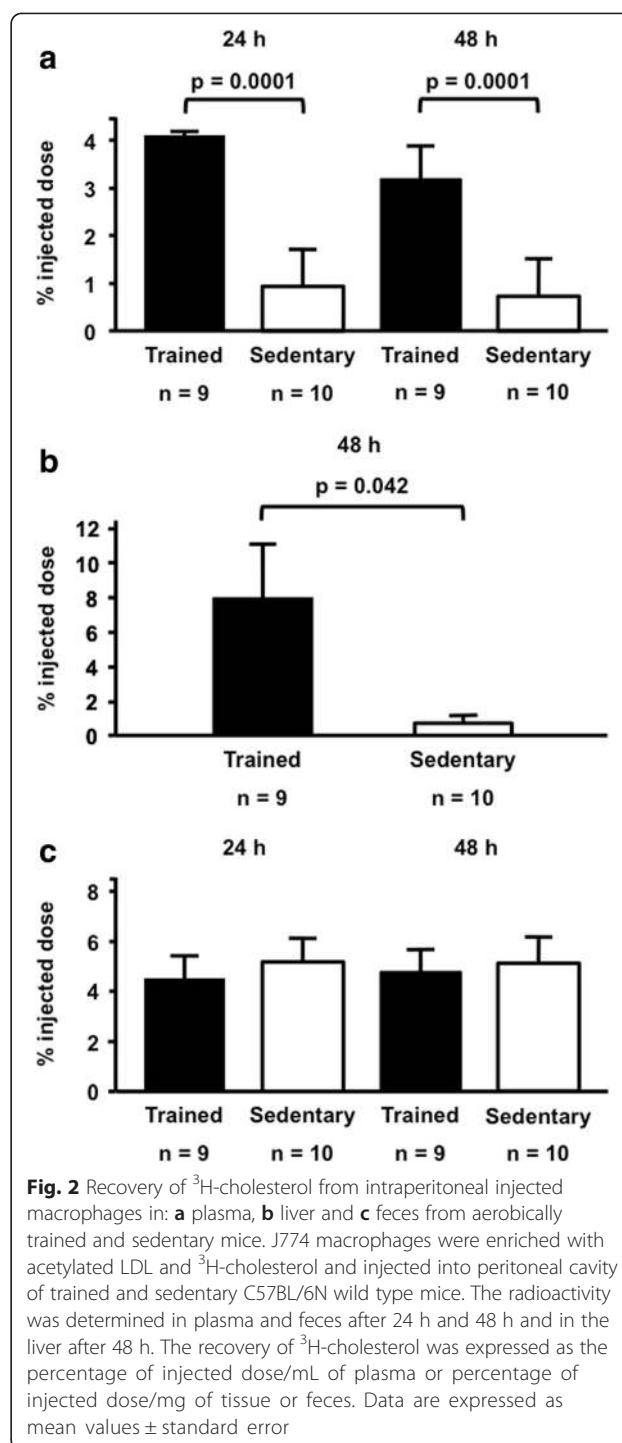 a
24 h 48 h
p = 0.0001 p = 0.0001
% injected dose
4
3
2
1
0
Trained Sedentary Trained Sedentary
n = 9 n = 10 n = 9 n = 10
b
48 h
p = 0.042
% injected dose
12
10
8
6
4
2
0
Trained Sedentary
n = 9 n = 10
c
24 h 48 h
% injected dose
8
6
4
2
0
Trained Sedentary Trained Sedentary
n = 9 n = 10 n = 9 n = 10
Fig. 2 Recovery of ³H-cholesterol from intraperitoneal injected
macrophages in: a plasma, b liver and c feces from aerobically
trained and sedentary mice. J774 macrophages were enriched with
acetylated LDL and ³H-cholesterol and injected into peritoneal cavity
of trained and sedentary C57BL/6N wild type mice. The radioactivity
was determined in plasma and feces after 24 h and 48 h and in the
liver after 48 h. The recovery of ³H-cholesterol was expressed as the
percentage of injected dose/mL of plasma or percentage of
injected dose/mg of tissue or feces. Data are expressed as
mean values ± standard error